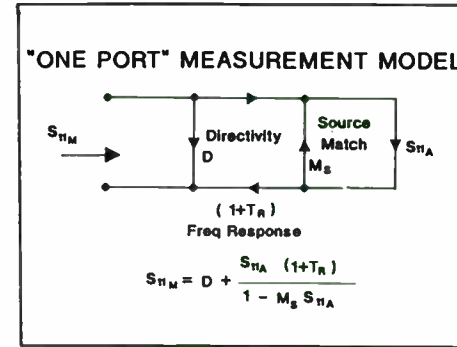 "ONE PORT" MEASUREMENT MODEL
S11M
Directivity
D
Source
Match
MS
S11A
(1+TR)
Freq Response
S11M = D + S11A (1+TR) / 1 - MS S11A